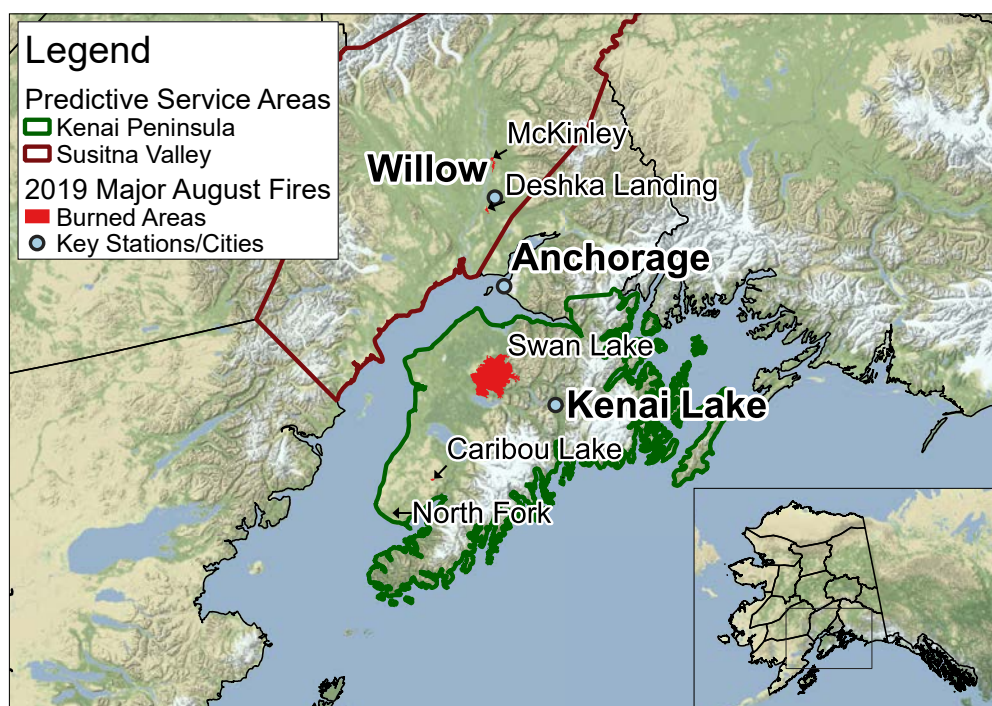 Legend
Predictive Service Areas
Kenai Peninsula
Susitna Valley
2019 Major August Fires
Burned Areas
Key Stations/Cities
McKinley
Willow
Deshka Landing
Anchorage
Swan Lake
Kenai Lake
Caribou Lake
North Fork